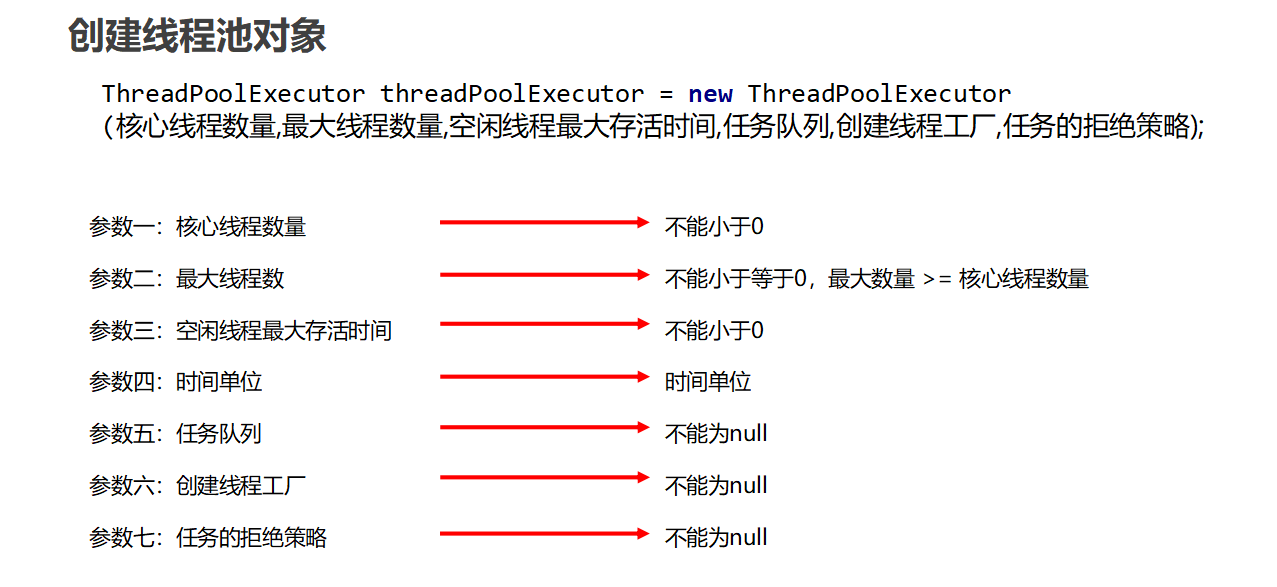 创建线程池对象
ThreadPoolExecutor threadPoolExecutor = new ThreadPoolExecutor
(核心线程数量,最大线程数量,空闲线程最大存活时间,任务队列,创建线程工厂,任务的拒绝策略);
参数一：核心线程数量 不能小于0
参数二：最大线程数 不能小于等于0，最大数量 >= 核心线程数量
参数三：空闲线程最大存活时间 不能小于0
参数四：时间单位 时间单位
参数五：任务队列 不能为null
参数六：创建线程工厂 不能为null
参数七：任务的拒绝策略 不能为null